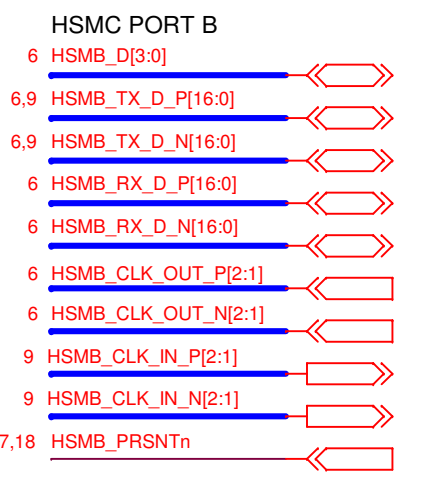 HSMC PORT B
6 HSMB_D[3:0]
6,9 HSMB_TX_D_P[16:0]
6,9 HSMB_TX_D_N[16:0]
6 HSMB_RX_D_P[16:0]
6 HSMB_RX_D_N[16:0]
6 HSMB_CLK_OUT_P[2:1]
6 HSMB_CLK_OUT_N[2:1]
9 HSMB_CLK_IN_P[2:1]
9 HSMB_CLK_IN_N[2:1]
7,18 HSMB_PRSNTn